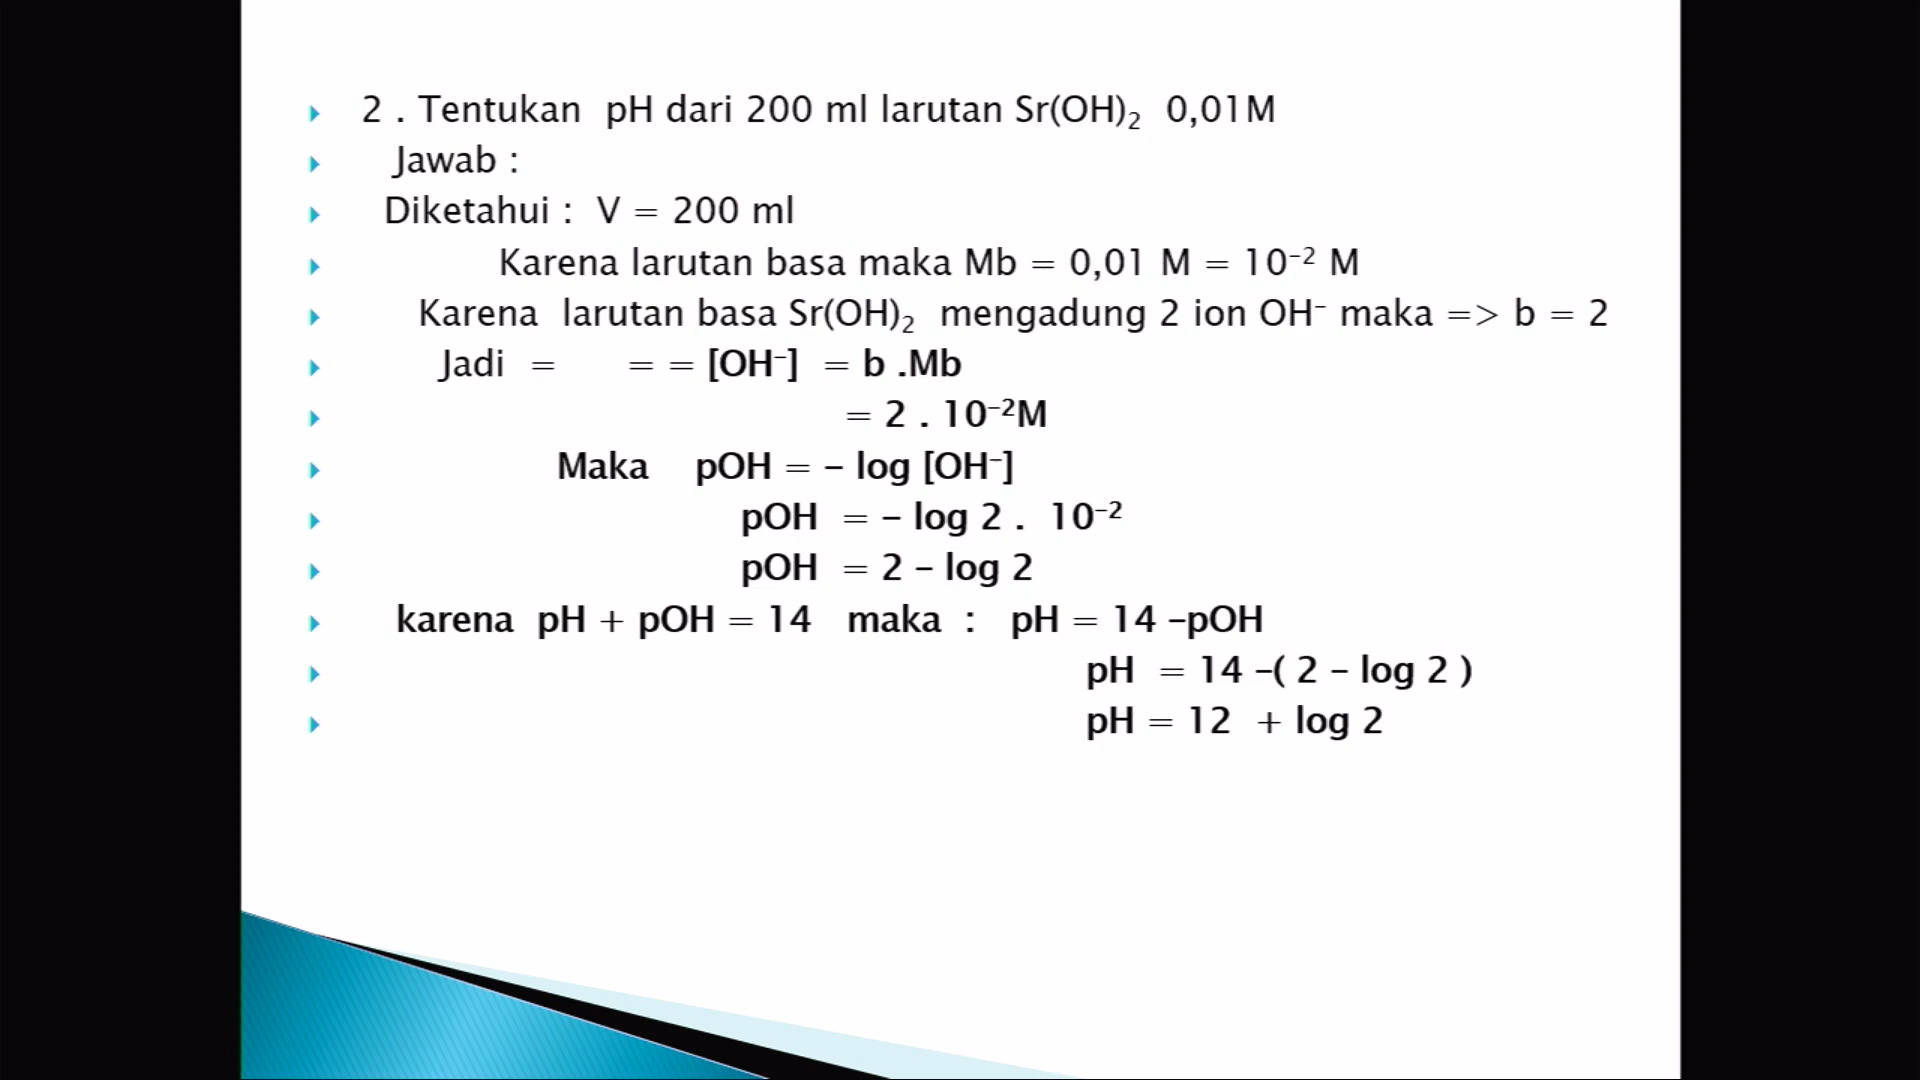 2 . Tentukan pH dari 200 ml larutan Sr(OH)₂ 0,01M
Jawab :
Diketahui : V = 200 ml
Karena larutan basa maka Mb = 0,01 M = 10⁻² M
Karena larutan basa Sr(OH)₂ mengadung 2 ion OH⁻ maka => b = 2
Jadi = = = [OH⁻] = b .Mb
= 2 . 10⁻²M
Maka pOH = – log [OH⁻]
pOH = – log 2 . 10⁻²
pOH = 2 – log 2
karena pH + pOH = 14 maka : pH = 14 –pOH
pH = 14 –( 2 – log 2 )
pH = 12 + log 2